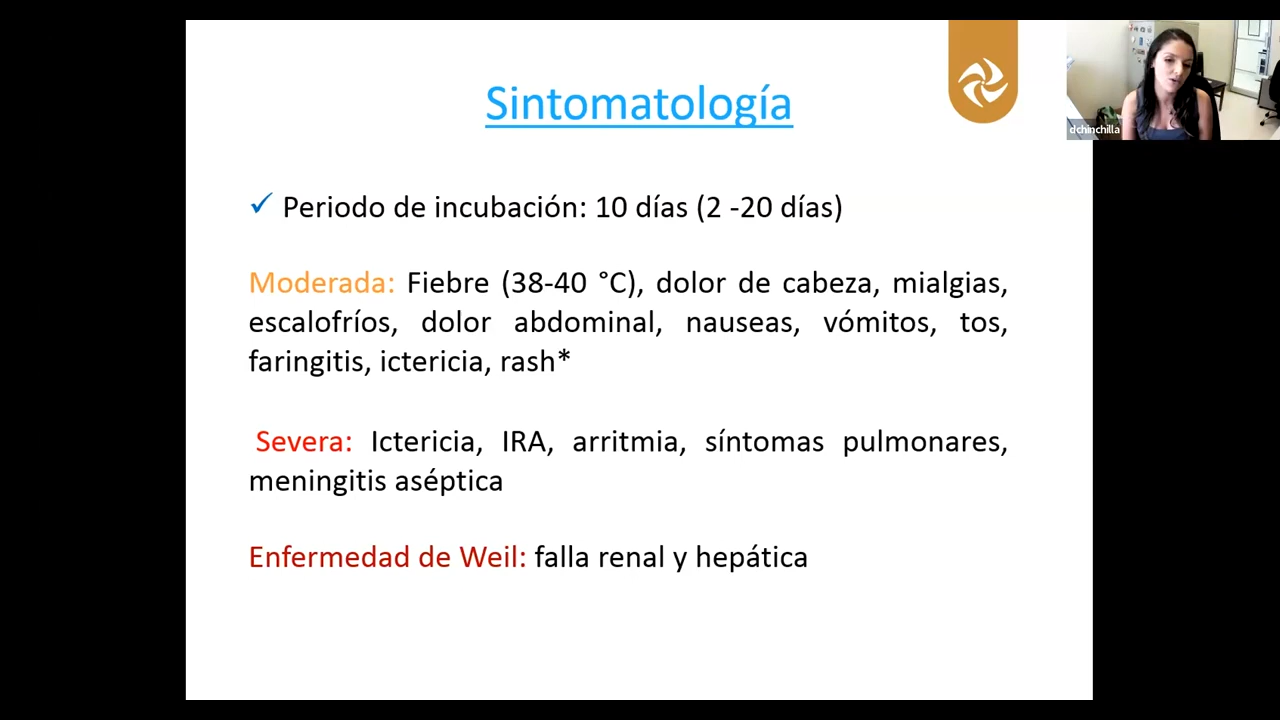 Sintomatología
dchinchilla
✓ Periodo de incubación: 10 días (2 -20 días)
Moderada: Fiebre (38-40 °C), dolor de cabeza, mialgias,
escalofríos, dolor abdominal, nauseas, vómitos, tos,
faringitis, ictericia, rash*
Severa: Ictericia, IRA, arritmia, síntomas pulmonares,
meningitis aséptica
Enfermedad de Weil: falla renal y hepática